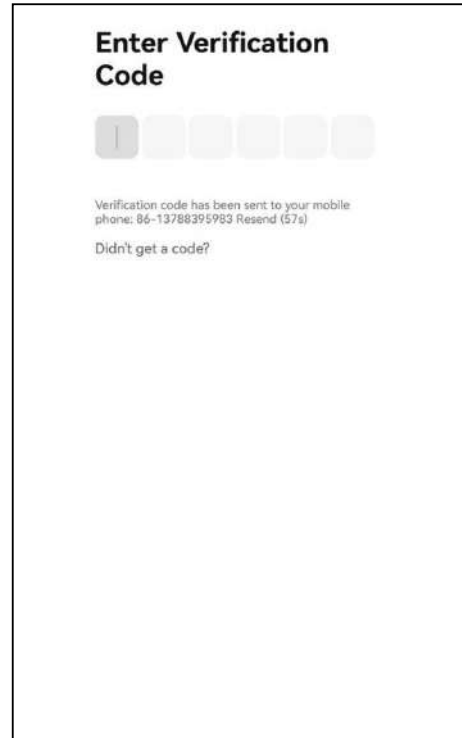 Enter Verification
Code
Verification code has been sent to your mobile
phone: 86-13788395983 Resend (57s)
Didn't get a code?